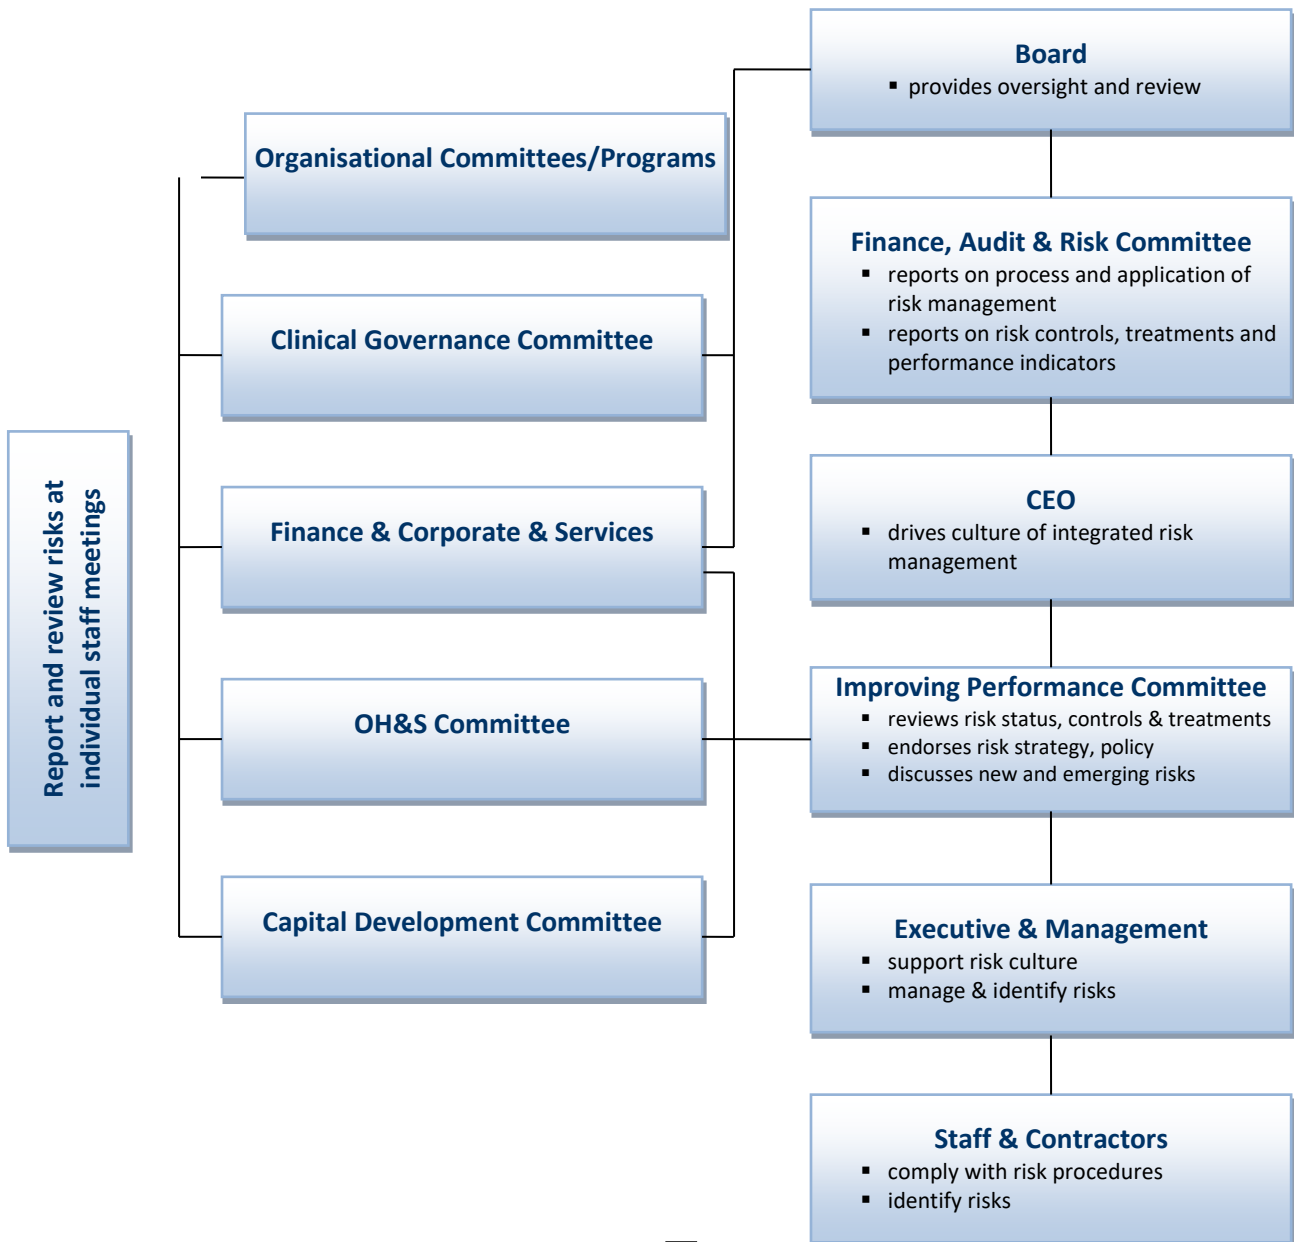 Board
▪ provides oversight and review
Organisational Committees/Programs
Finance, Audit & Risk Committee
▪ reports on process and application of
risk management
▪ reports on risk controls, treatments and
performance indicators
Clinical Governance Committee
Report and review risks at
individual staff meetings
Finance & Corporate & Services
CEO
▪ drives culture of integrated risk
management
OH&S Committee
Improving Performance Committee
▪ reviews risk status, controls & treatments
▪ endorses risk strategy, policy
▪ discusses new and emerging risks
Capital Development Committee
Executive & Management
▪ support risk culture
▪ manage & identify risks
Staff & Contractors
▪ comply with risk procedures
▪ identify risks